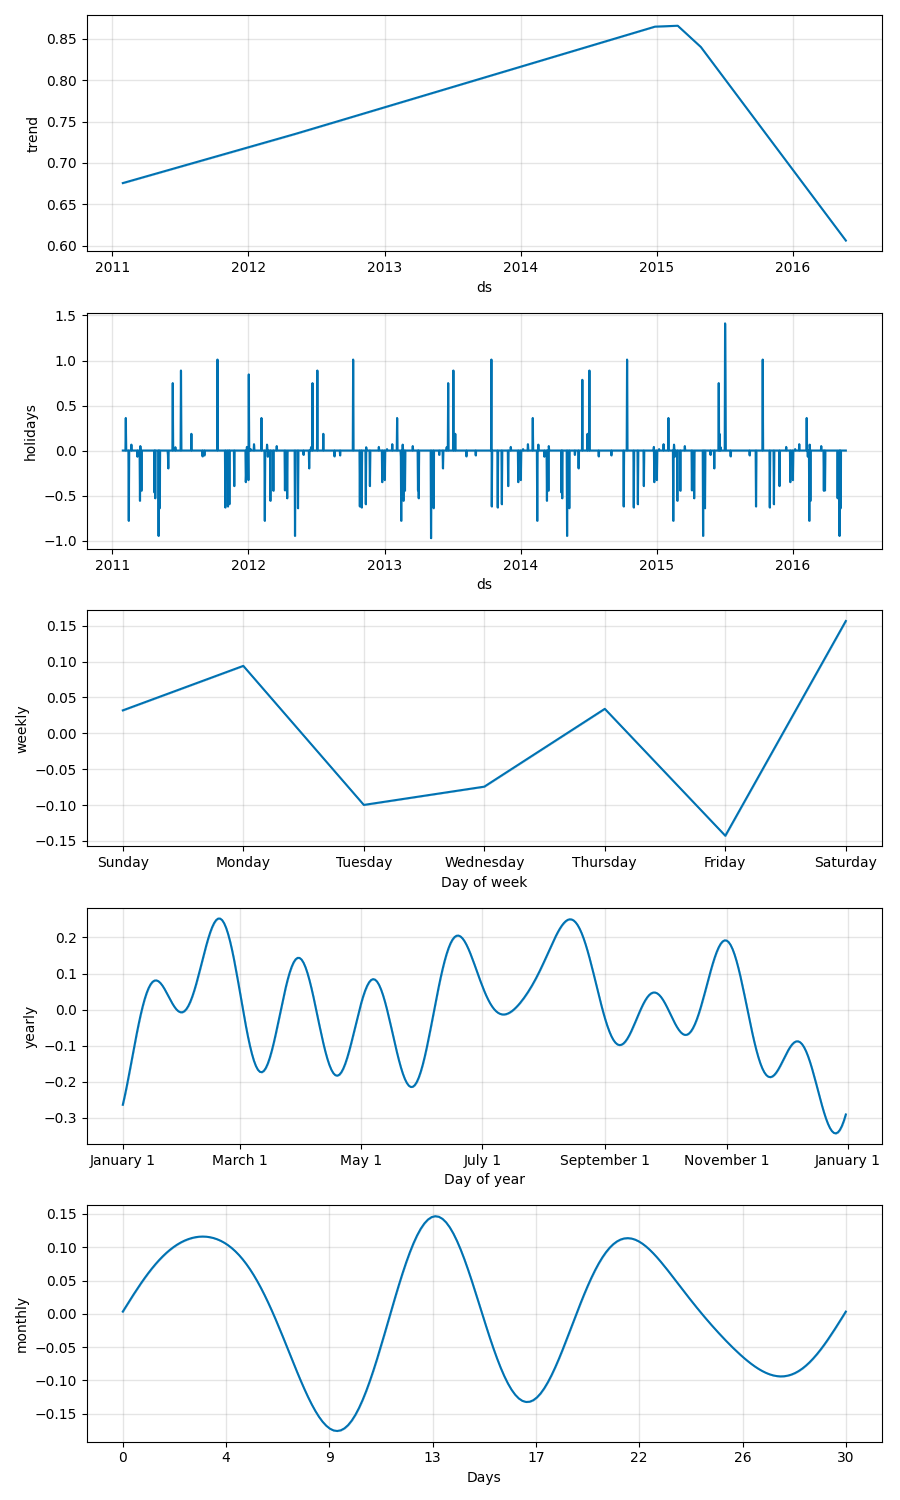 0.85
0.80
0.75
0.70
0.65
0.60
trend
2011 2012 2013 2014 2015 2016
ds
1.5
1.0
0.5
0.0
−0.5
−1.0
holidays
2011 2012 2013 2014 2015 2016
ds
0.15
0.10
0.05
0.00
−0.05
−0.10
−0.15
weekly
Sunday Monday Tuesday Wednesday Thursday Friday Saturday
Day of week
0.2
0.1
0.0
−0.1
−0.2
−0.3
yearly
January 1 March 1 May 1 July 1 September 1 November 1 January 1
Day of year
0.15
0.10
0.05
0.00
−0.05
−0.10
−0.15
monthly
0 4 9 13 17 22 26 30
Days